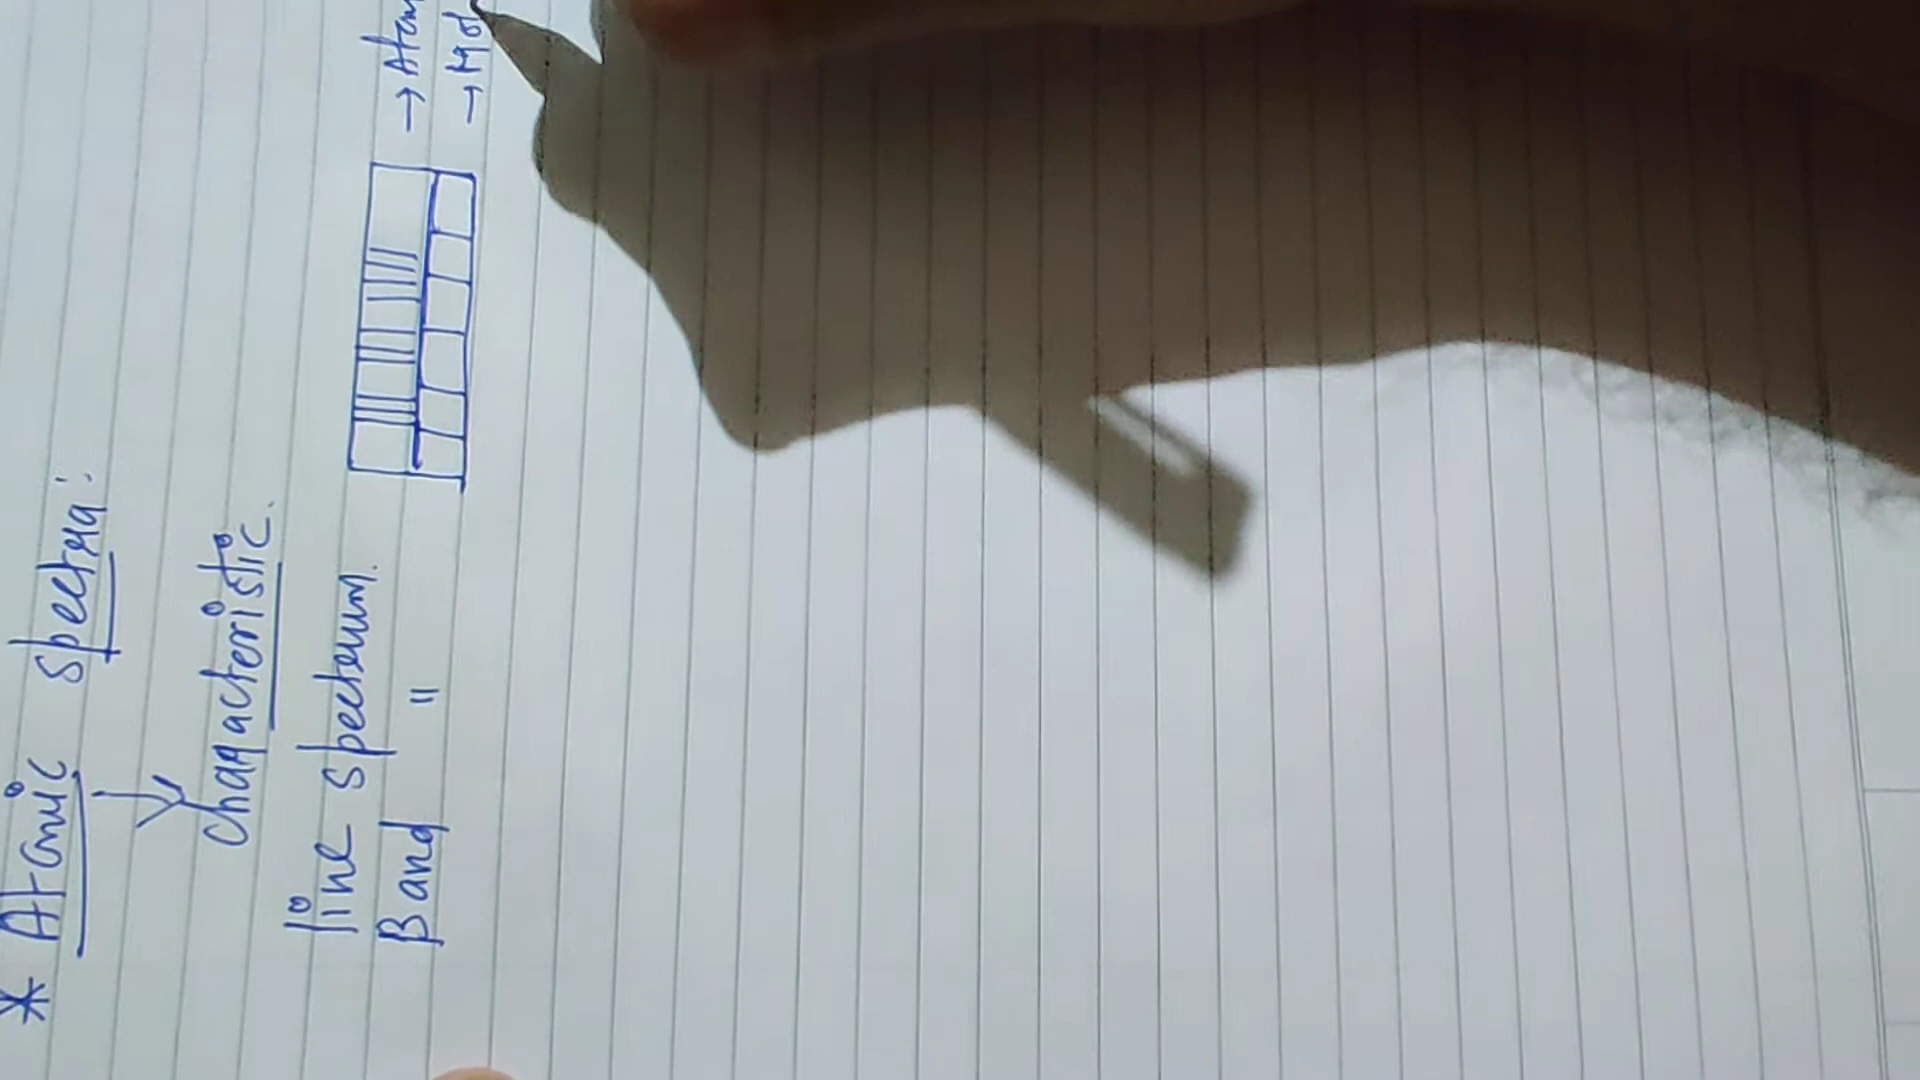 * Atomic spectra:
↓
Characteristic.
line spectrum. → Atom
Band " → Mol